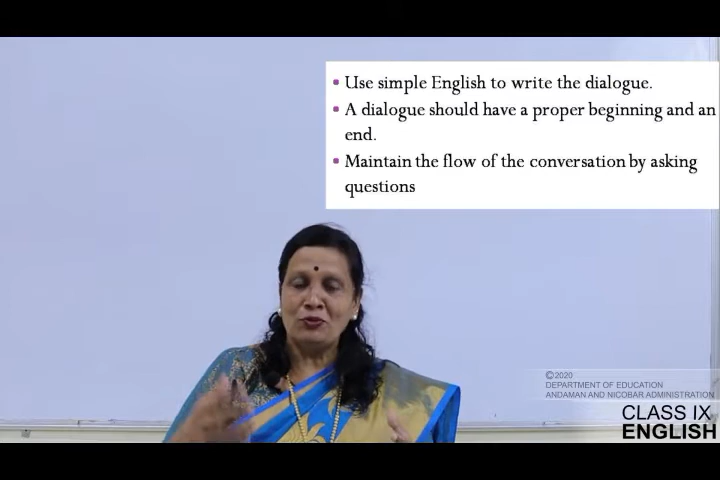 • Use simple English to write the dialogue.
• A dialogue should have a proper beginning and an
end.
• Maintain the flow of the conversation by asking
questions
©2020
DEPARTMENT OF EDUCATION
ANDAMAN AND NICOBAR ADMINISTRATION
CLASS IX
ENGLISH